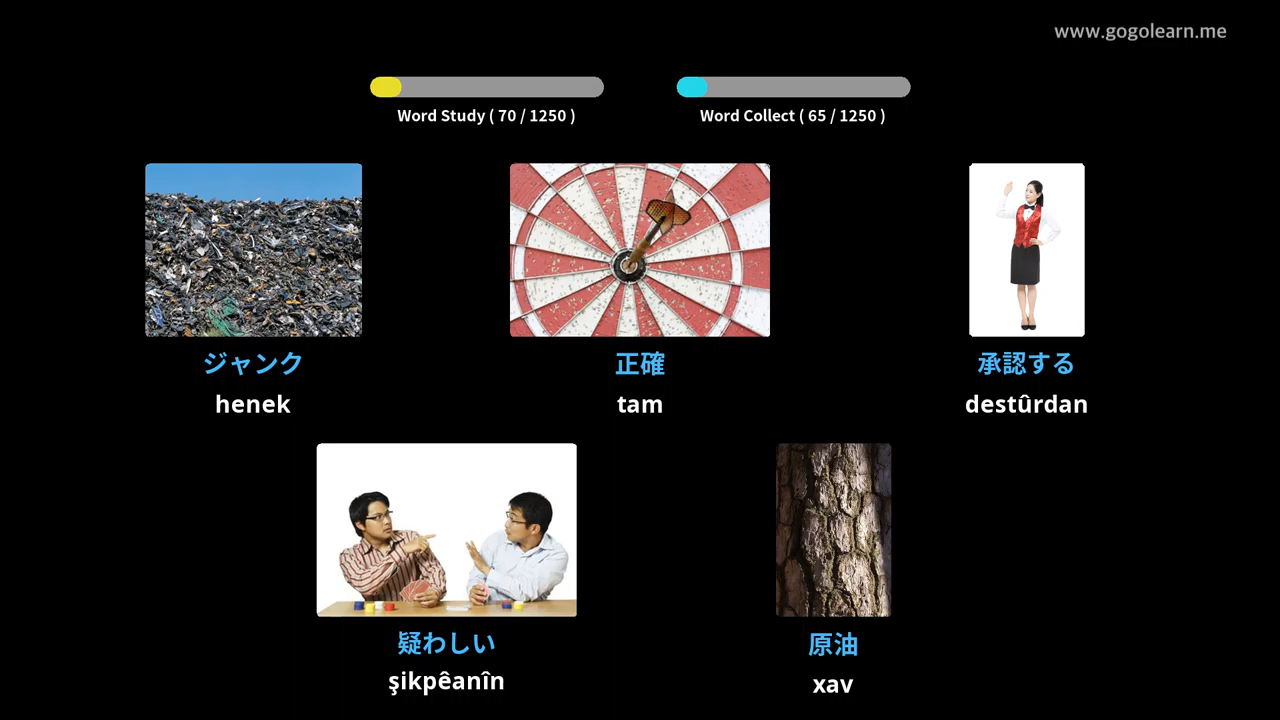 www.gogolearn.me
Word Study ( 70 / 1250 )
Word Collect ( 65 / 1250 )
ジャンク
henek
正確
tam
承認する
destûrdan
疑わしい
şikpêanîn
原油
xav